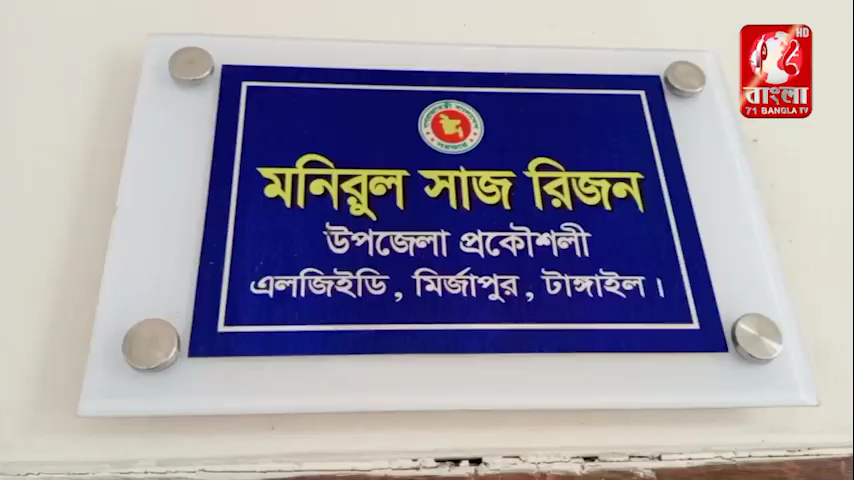 HD
বাংলা
71 BANGLA TV
মনিরুল সাজ রিজন
উপজেলা প্রকৌশলী
এলজিইডি, মির্জাপুর, টাঙ্গাইল।